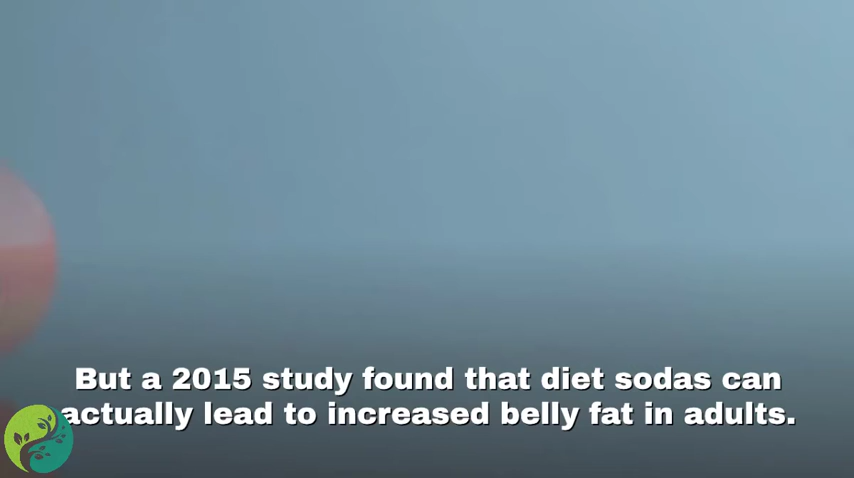 But a 2015 study found that diet sodas can
actually lead to increased belly fat in adults.